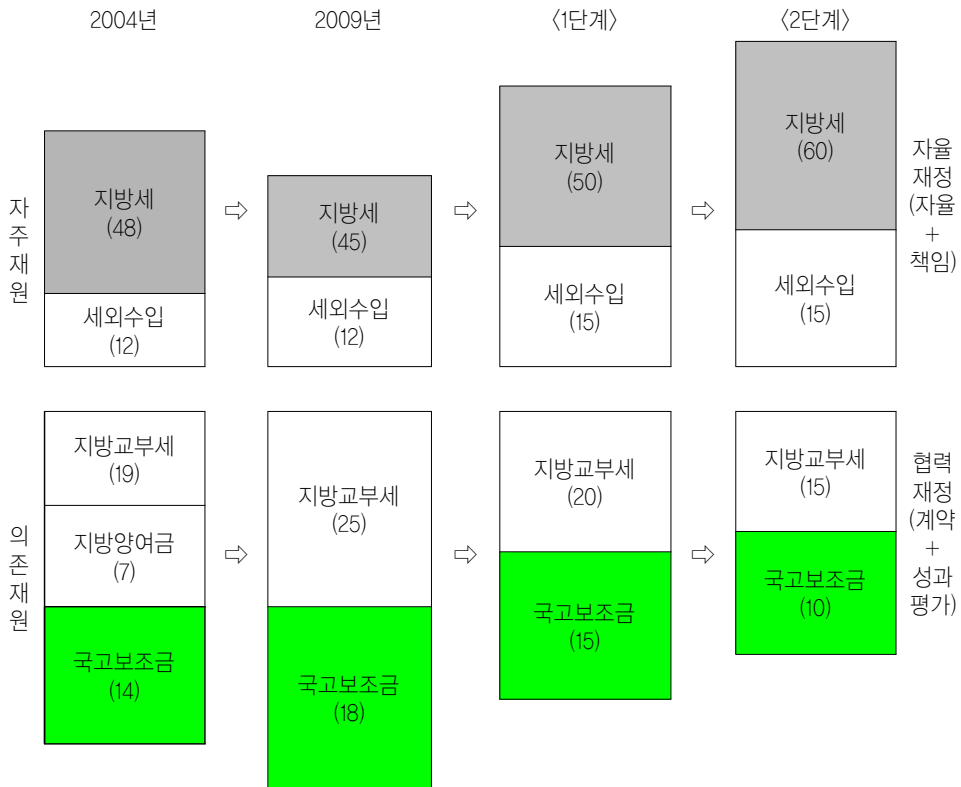 2004년
2009년
〈1단계〉
〈2단계〉
자
주
재
원
지방세
(48)
세외수입
(12)
⇨
지방세
(45)
세외수입
(12)
⇨
지방세
(50)
세외수입
(15)
⇨
지방세
(60)
세외수입
(15)
자율
재정
(자율
+
책임)
의
존
재
원
지방교부세
(19)
지방양여금
(7)
국고보조금
(14)
⇨
지방교부세
(25)
국고보조금
(18)
⇨
지방교부세
(20)
국고보조금
(15)
⇨
지방교부세
(15)
국고보조금
(10)
협력
재정
(계약
+
성과
평가)